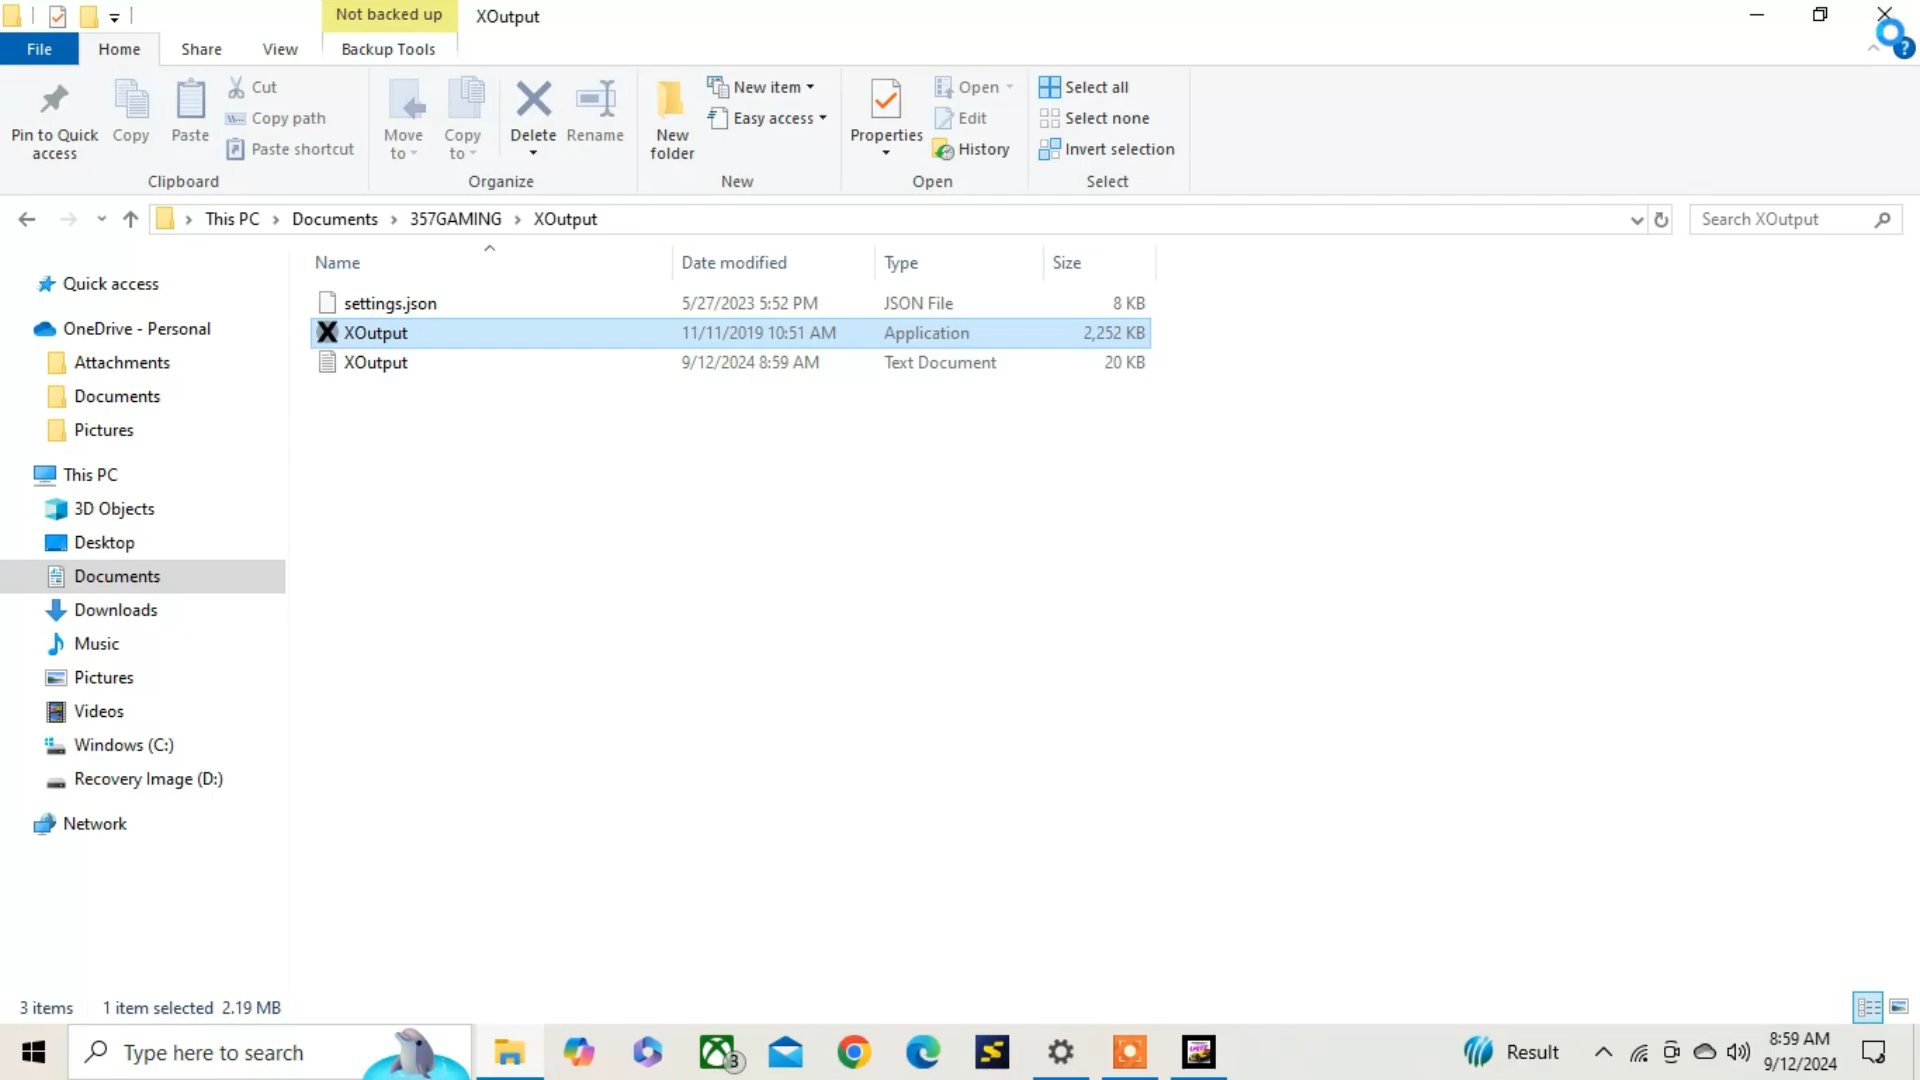 Not backed up
XOutput
File
Home
Share
View
Backup Tools
?
Pin to Quick access
Copy
Paste
Cut
Copy path
Paste shortcut
Clipboard
Move to
Copy to
Delete
Rename
Organize
New folder
New item
Easy access
New
Properties
Open
Edit
History
Open
Select all
Select none
Invert selection
Select
This PC > Documents > 357GAMING > XOutput
Search XOutput
Name Date modified Type Size
settings.json 5/27/2023 5:52 PM JSON File 8 KB
XOutput 11/11/2019 10:51 AM Application 2,252 KB
XOutput 9/12/2024 8:59 AM Text Document 20 KB
Quick access
OneDrive - Personal
Attachments
Documents
Pictures
This PC
3D Objects
Desktop
Documents
Downloads
Music
Pictures
Videos
Windows (C:)
Recovery Image (D:)
Network
3 items 1 item selected 2.19 MB
Type here to search
3
Result
8:59 AM
9/12/2024